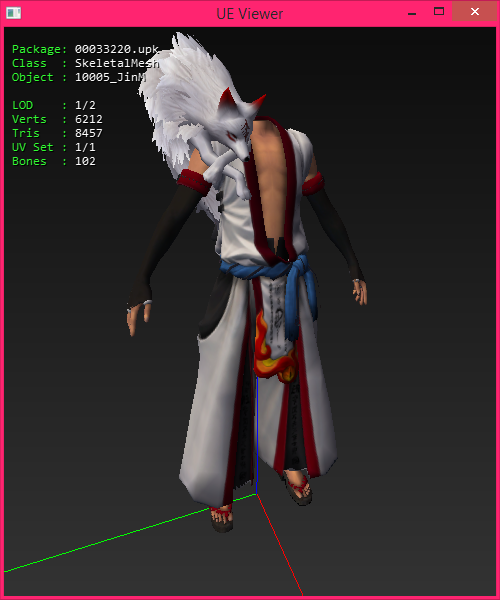 UE Viewer
Package: 00033220.upk
Class : SkeletalMesh
Object : 10005_JinM
LOD : 1/2
Verts : 6212
Tris : 8457
UV Set : 1/1
Bones : 102